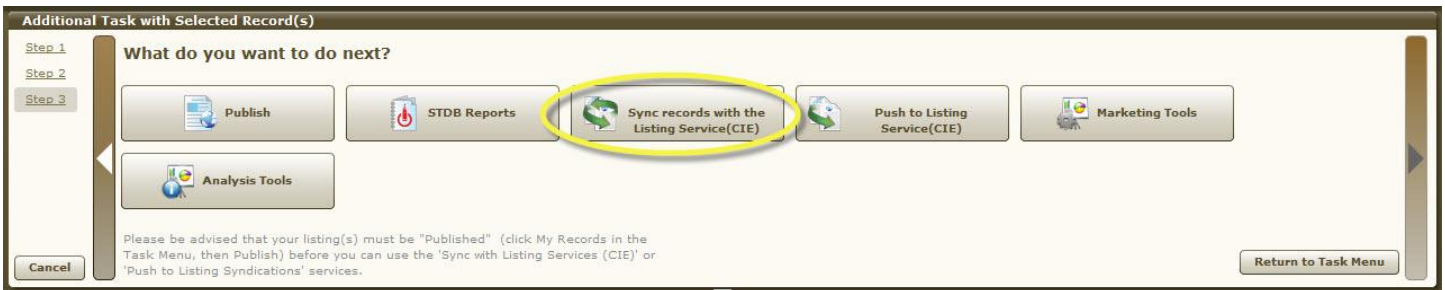 Additional Task with Selected Record(s)
Step 1
Step 2
Step 3
What do you want to do next?
Publish
STDB Reports
Sync records with the
Listing Service(CIE)
Push to Listing
Service(CIE)
Marketing Tools
Analysis Tools
Please be advised that your listing(s) must be "Published" (click My Records in the
Task Menu, then Publish) before you can use the 'Sync with Listing Services (CIE)' or
'Push to Listing Syndications' services.
Cancel
Return to Task Menu